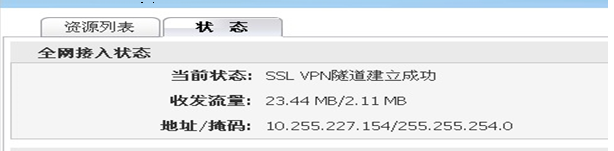 资源列表 状 态
全网接入状态
当前状态: SSL VPN隧道建立成功
收发流量: 23.44 MB/2.11 MB
地址/掩码: 10.255.227.154/255.255.254.0